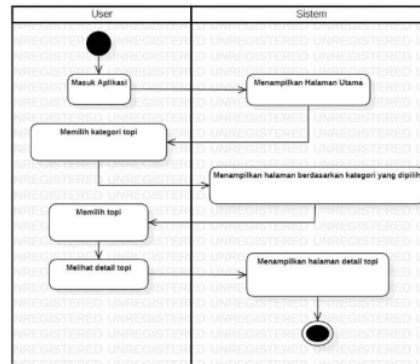 User
Sistem
Masuk Aplikasi
Menampilkan Halaman Utama
Memilih kategori topi
Menampilkan halaman berdasarkan kategori yang dipilih
Memilih topi
Melihat detail topi
Menampilkan halaman detail topi
UNREGISTERED